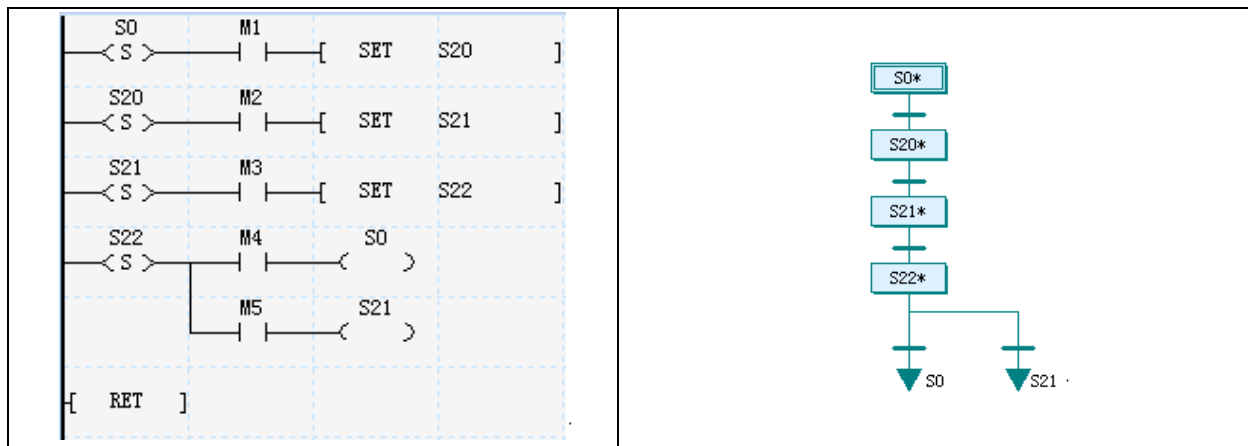 S0 M1
S SET S20
S20 M2
S SET S21
S21 M3
S SET S22
S22 M4 S0
S
M5 S21
RET
S0*
S20*
S21*
S22*
S0 S21